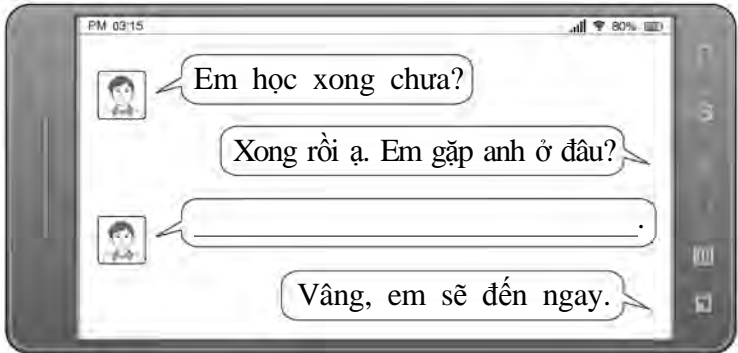 PM 03:15 80%
Em học xong chưa?
Xong rồi ạ. Em gặp anh ở đâu?
.
Vâng, em sẽ đến ngay.